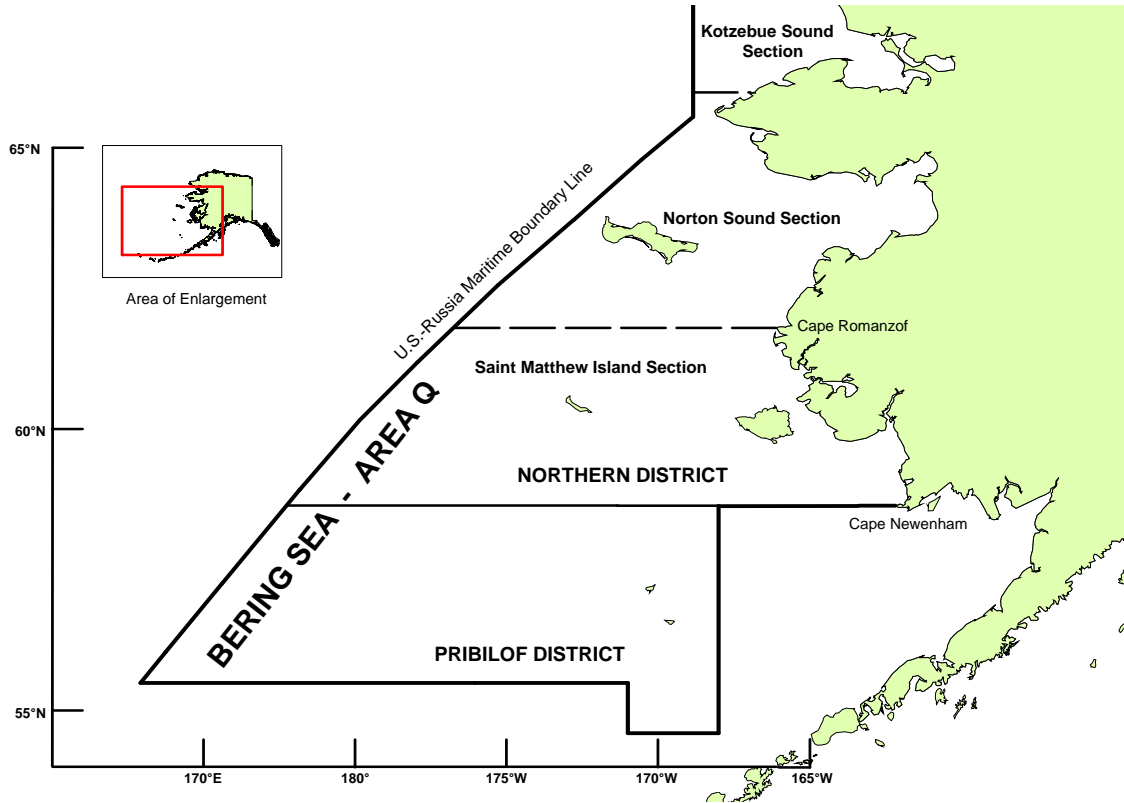 Kotzebue Sound
Section
65°N
U.S.-Russia Maritime Boundary Line
Norton Sound Section
Area of Enlargement
Cape Romanzof
Saint Matthew Island Section
BERING SEA - AREA Q
60°N
NORTHERN DISTRICT
Cape Newenham
PRIBILOF DISTRICT
55°N
170°E
180°
175°W
170°W
165°W